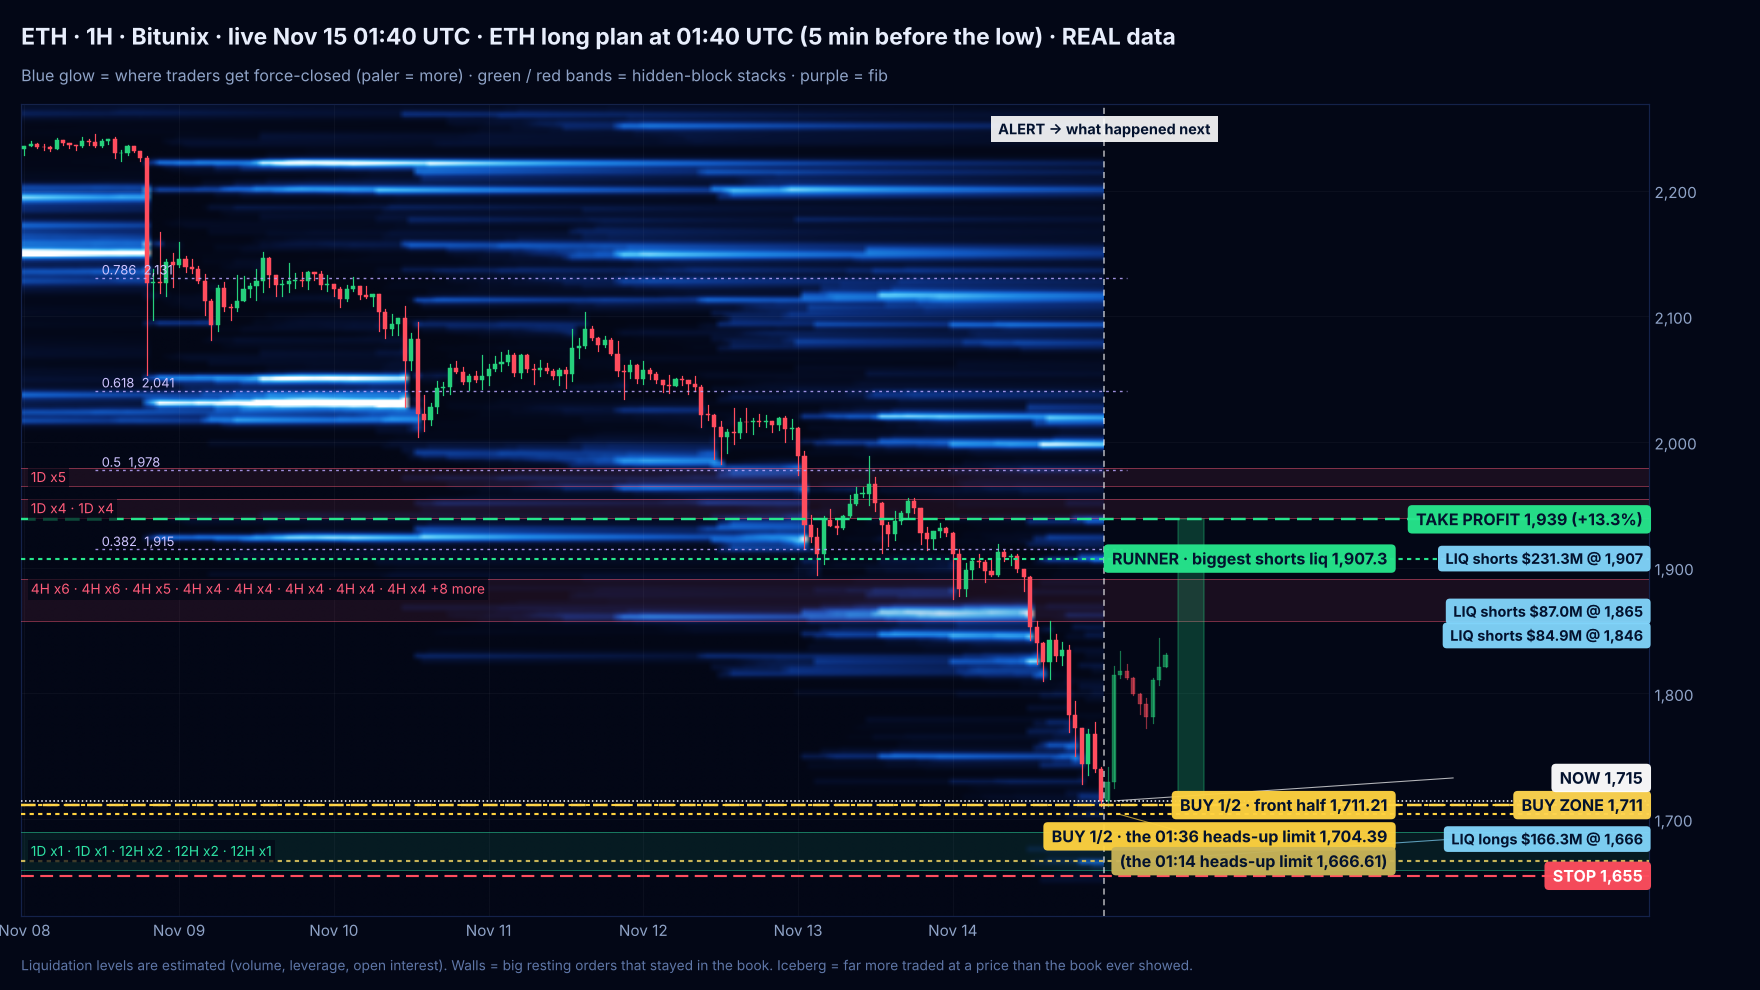 ETH · 1H · Bitunix · live Nov 15 01:40 UTC · ETH long plan at 01:40 UTC (5 min before the low) · REAL data
Blue glow = where traders get force-closed (paler = more) · green / red bands = hidden-block stacks · purple = fib
ALERT → what happened next
2,200
0.786 2,131
2,100
0.618 2,041
2,000
0.5 1,978
1D x5
1D x4 · 1D x4
TAKE PROFIT 1,939 (+13.3%)
0.382 1,915
RUNNER · biggest shorts liq 1,907.3
LIQ shorts $231.3M @ 1,907
1,900
4H x6 · 4H x6 · 4H x5 · 4H x4 · 4H x4 · 4H x4 · 4H x4 · 4H x4 +8 more
LIQ shorts $87.0M @ 1,865
LIQ shorts $84.9M @ 1,846
1,800
NOW 1,715
BUY 1/2 · front half 1,711.21
BUY ZONE 1,711
1,700
BUY 1/2 · the 01:36 heads-up limit 1,704.39
LIQ longs $166.3M @ 1,666
1D x1 · 1D x1 · 12H x2 · 12H x2 · 12H x1
(the 01:14 heads-up limit 1,666.61)
STOP 1,655
Nov 08
Nov 09
Nov 10
Nov 11
Nov 12
Nov 13
Nov 14
Liquidation levels are estimated (volume, leverage, open interest). Walls = big resting orders that stayed in the book. Iceberg = far more traded at a price than the book ever showed.